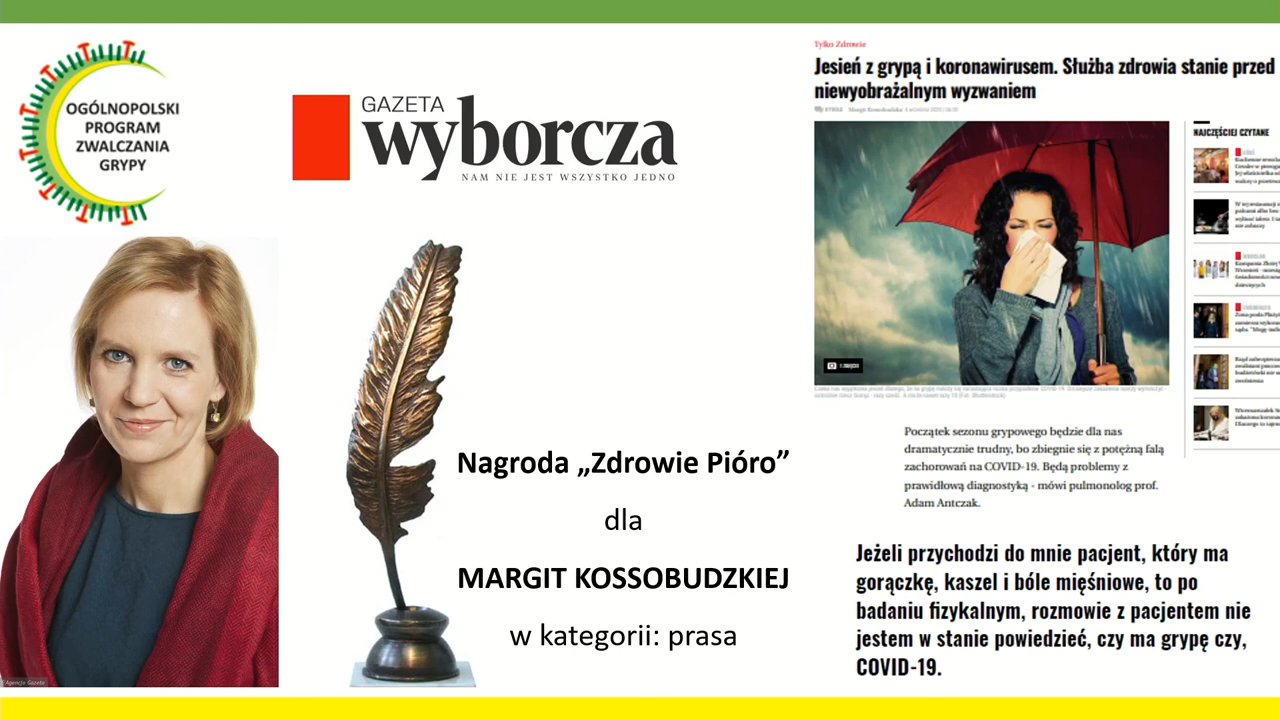 OGÓLNOPOLSKI
PROGRAM
ZWALCZANIA
GRYPY
GAZETA
wyborcza
NAM NIE JEST WSZYSTKO JEDNO
Agencja Gazeta
Nagroda „Zdrowie Pióro”
dla
MARGIT KOSSOBUDZKIEJ
w kategorii: prasa
Tylko Zdrowie
Jesień z grypą i koronawirusem. Służba zdrowia stanie przed
niewyobrażalnym wyzwaniem
Margit Kossobudzka
NAJCZĘŚCIEJ CZYTANE
Początek sezonu grypowego będzie dla nas
dramatycznie trudny, bo zbiegnie się z potężną falą
zachorowań na COVID-19. Będą problemy z
prawidłową diagnostyką - mówi pulmonolog prof.
Adam Antczak.
Jeżeli przychodzi do mnie pacjent, który ma
gorączkę, kaszel i bóle mięśniowe, to po
badaniu fizykalnym, rozmowie z pacjentem nie
jestem w stanie powiedzieć, czy ma grypę czy,
COVID-19.